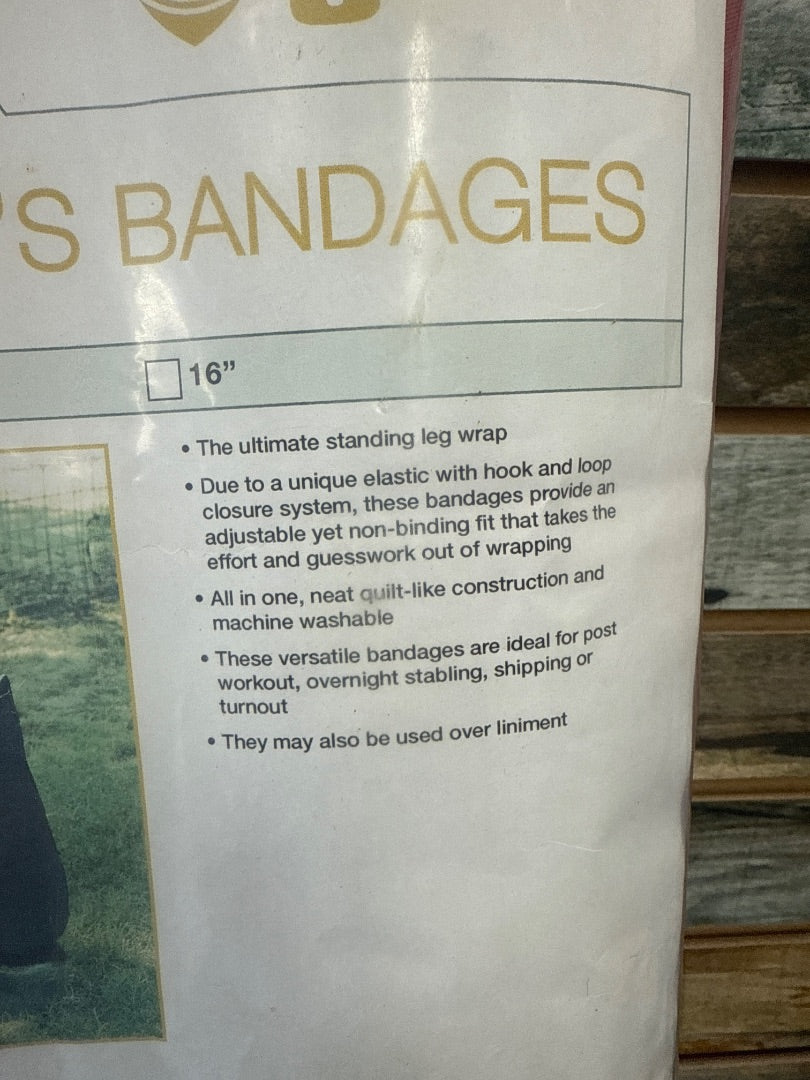 'S BANDAGES
16”
• The ultimate standing leg wrap
• Due to a unique elastic with hook and loop
closure system, these bandages provide an
adjustable yet non-binding fit that takes the
effort and guesswork out of wrapping
• All in one, neat quilt-like construction and
machine washable
• These versatile bandages are ideal for post
workout, overnight stabling, shipping or
turnout
• They may also be used over liniment